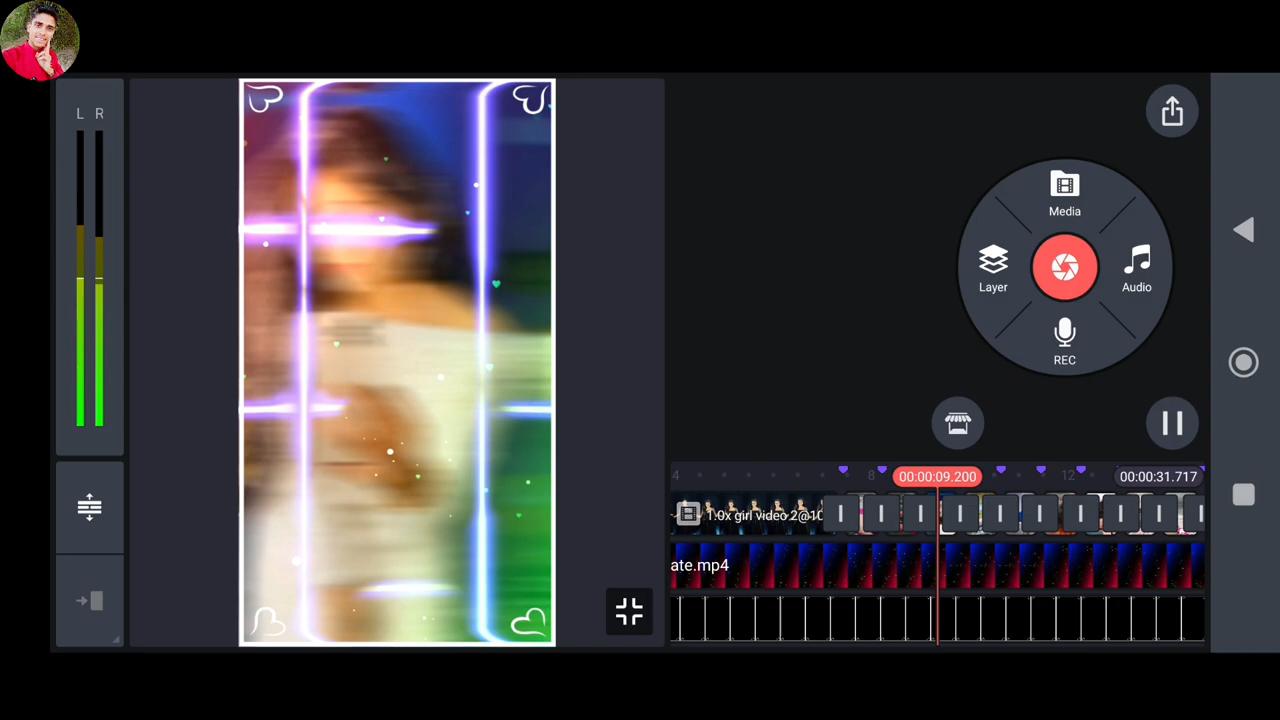 L R
Media
Layer
Audio
REC
4
8
00:00:09.200
12
00:00:31.717
1.0x girl video 2@10
ate.mp4